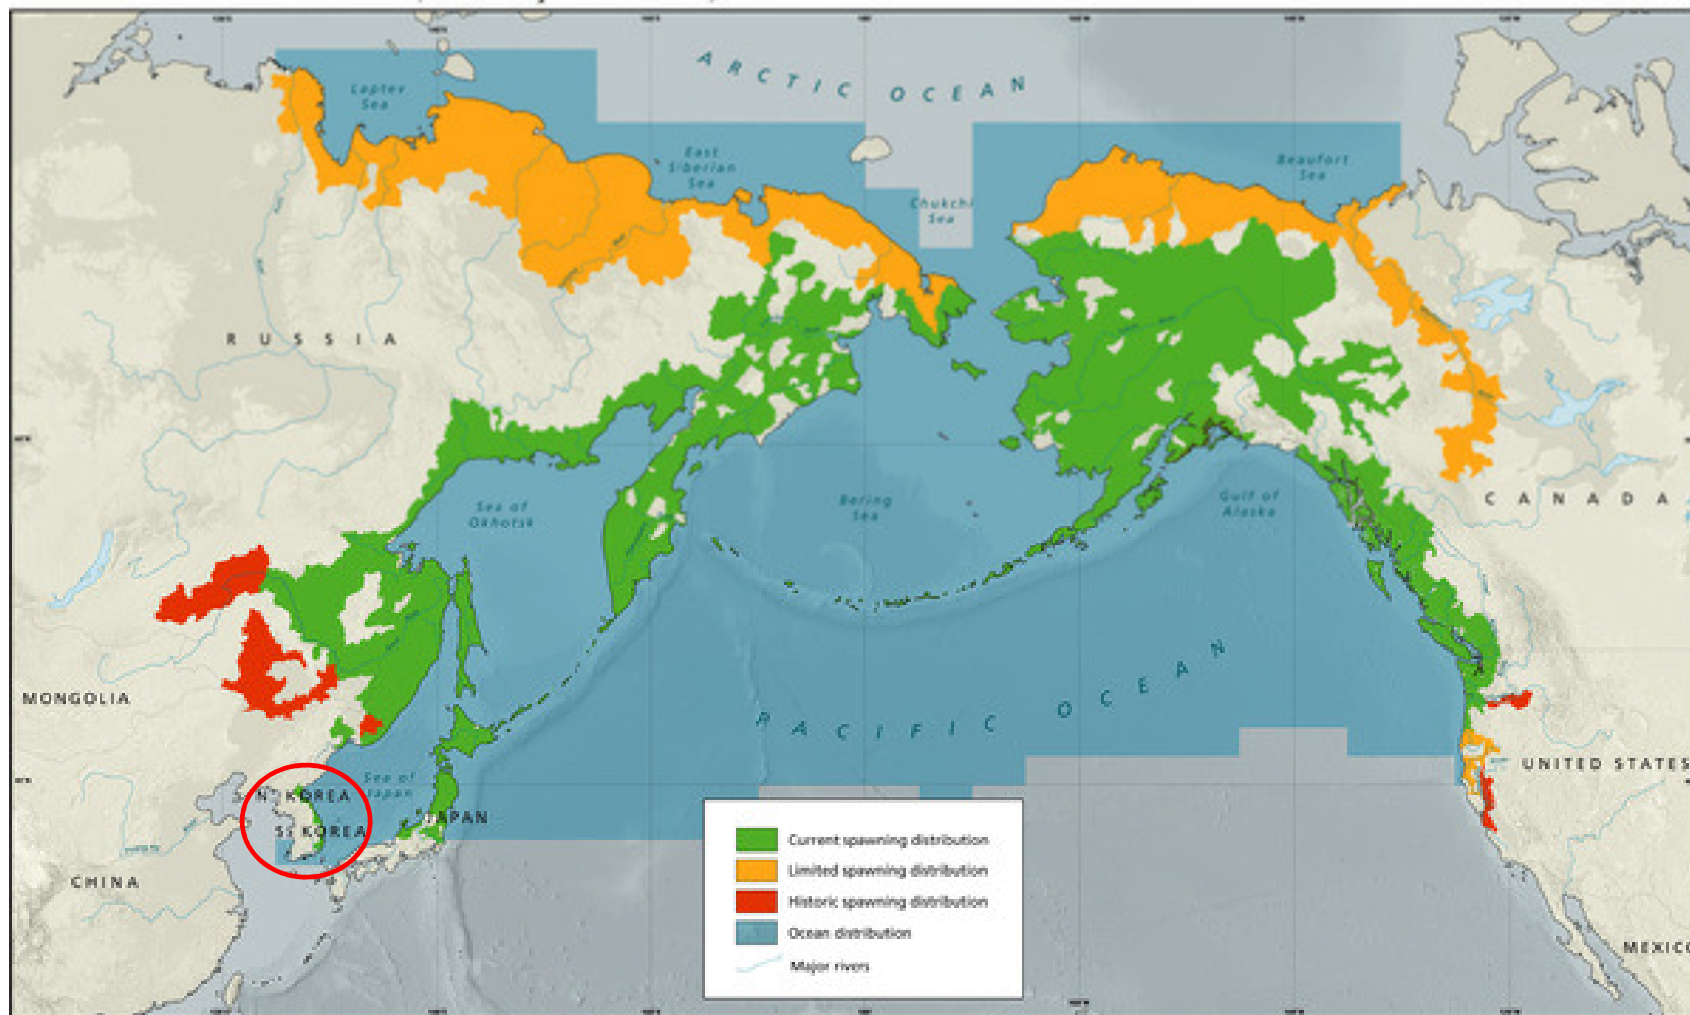 ARCTIC OCEAN
Laptev
Sea
East
Siberian
Sea
Beaufort
Sea
Chukchi
Sea
RUSSIA
CANADA
Sea of
Okhotsk
Bering
Sea
Gulf of
Alaska
MONGOLIA
PACIFIC OCEAN
UNITED STATES
Sea of
Japan
N. KOREA
S. KOREA
JAPAN
CHINA
MEXICO
Current spawning distribution
Limited spawning distribution
Historic spawning distribution
Ocean distribution
Major rivers